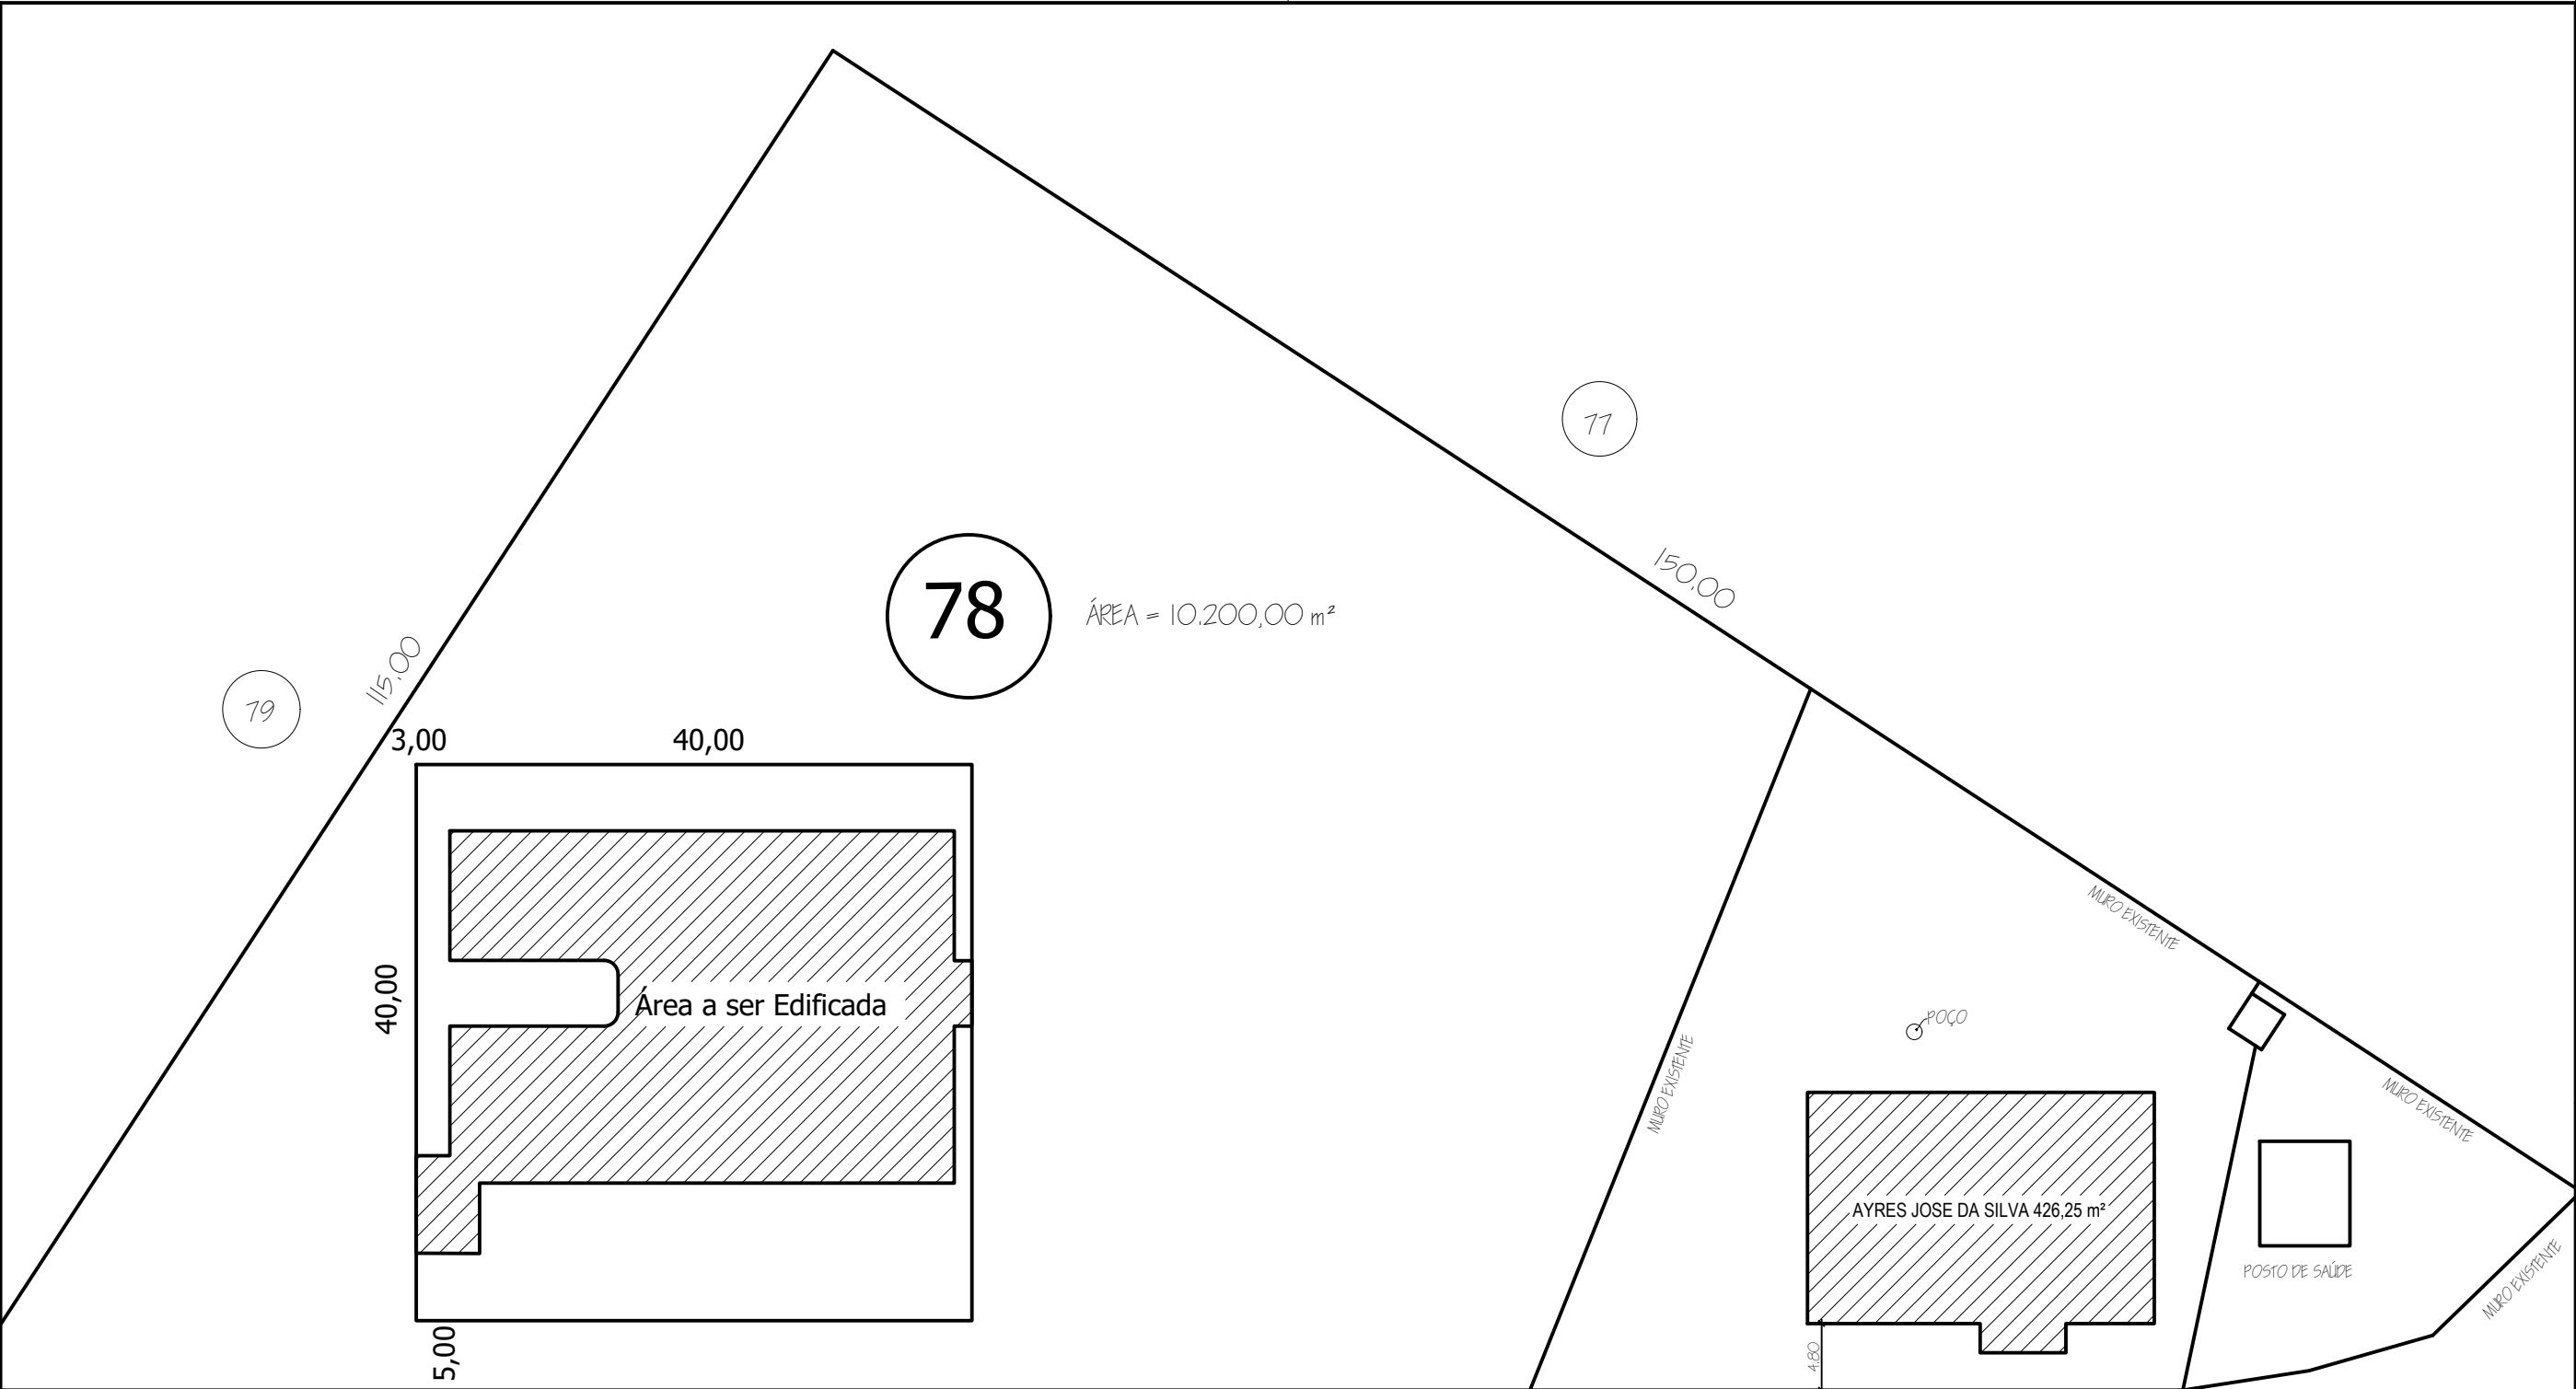 77
150,00
78
ÁREA = 10.200,00 m²
115,00
79
3,00
40,00
MURO EXISTENTE
40,00
Área a ser Edificada
POÇO
MURO EXISTENTE
MURO EXISTENTE
AYRES JOSE DA SILVA 426,25 m²
POSTO DE SAÚDE
MURO EXISTENTE
5,00
4.80